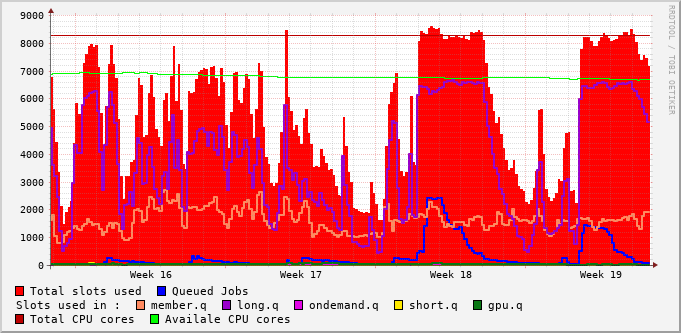 9000
8000
7000
6000
5000
4000
3000
2000
1000
0
Week 16 Week 17 Week 18 Week 19
RRDTOOL / TOBI OETIKER
Total slots used Queued Jobs
Slots used in : member.q long.q ondemand.q short.q gpu.q
Total CPU cores Availale CPU cores